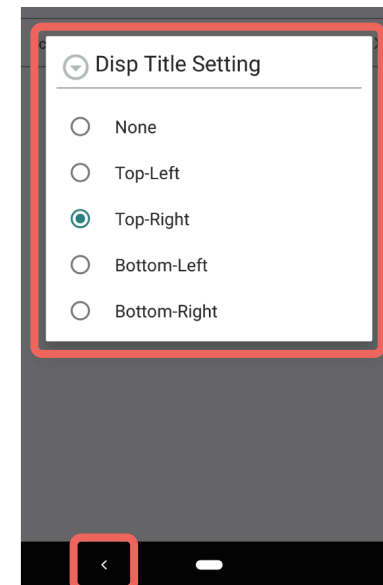 Disp Title Setting
None
Top-Left
Top-Right
Bottom-Left
Bottom-Right